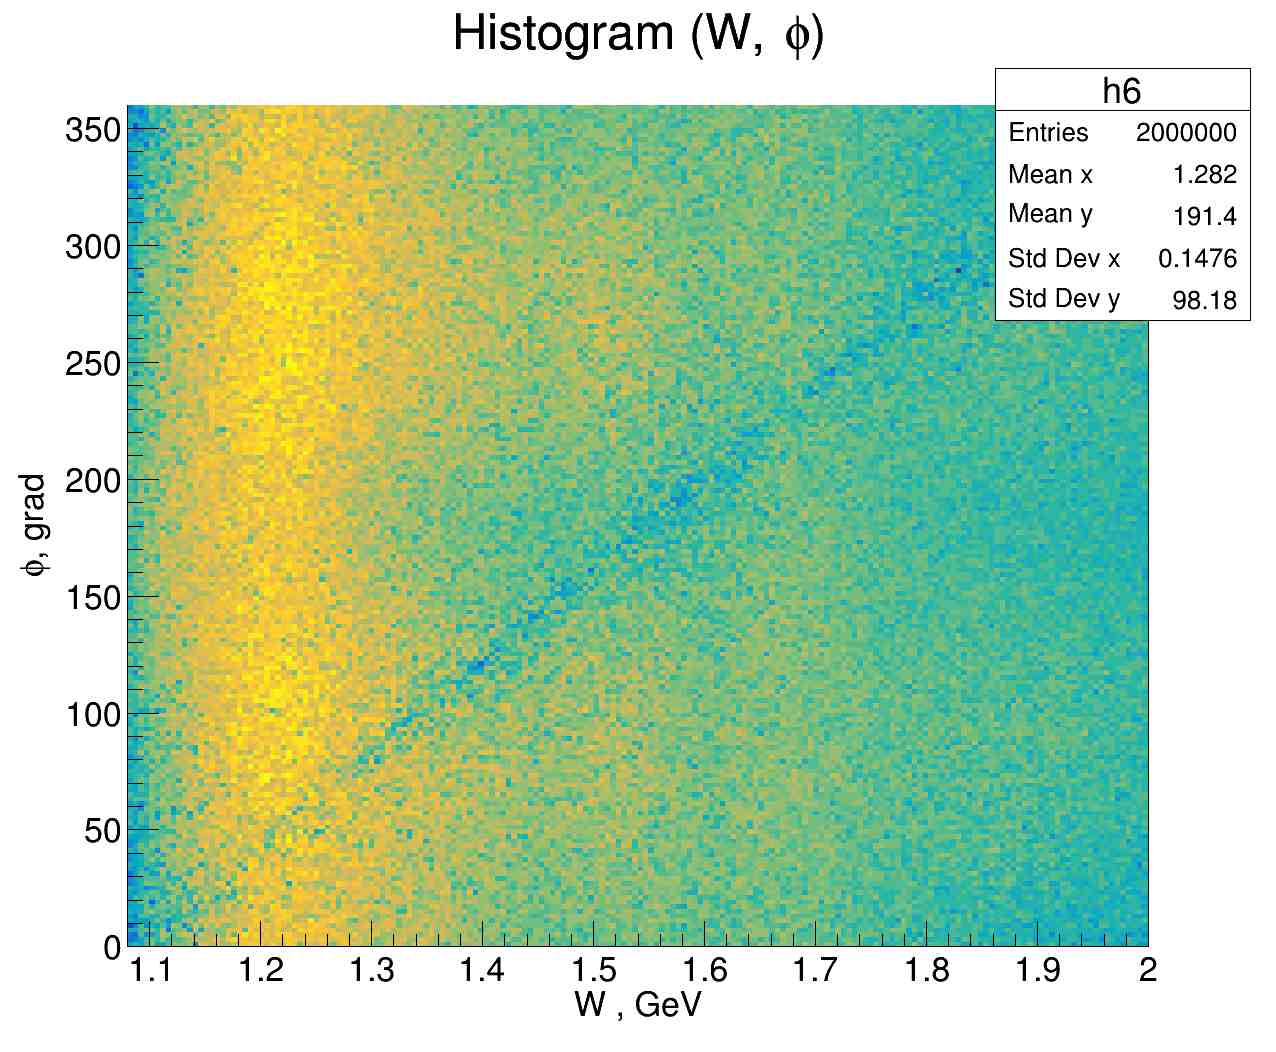 Histogram (W, ϕ)
h6
Entries 2000000
Mean x 1.282
Mean y 191.4
Std Dev x 0.1476
Std Dev y 98.18
350
300
250
200
150
100
50
0
ϕ, grad
1.1 1.2 1.3 1.4 1.5 1.6 1.7 1.8 1.9 2
W , GeV